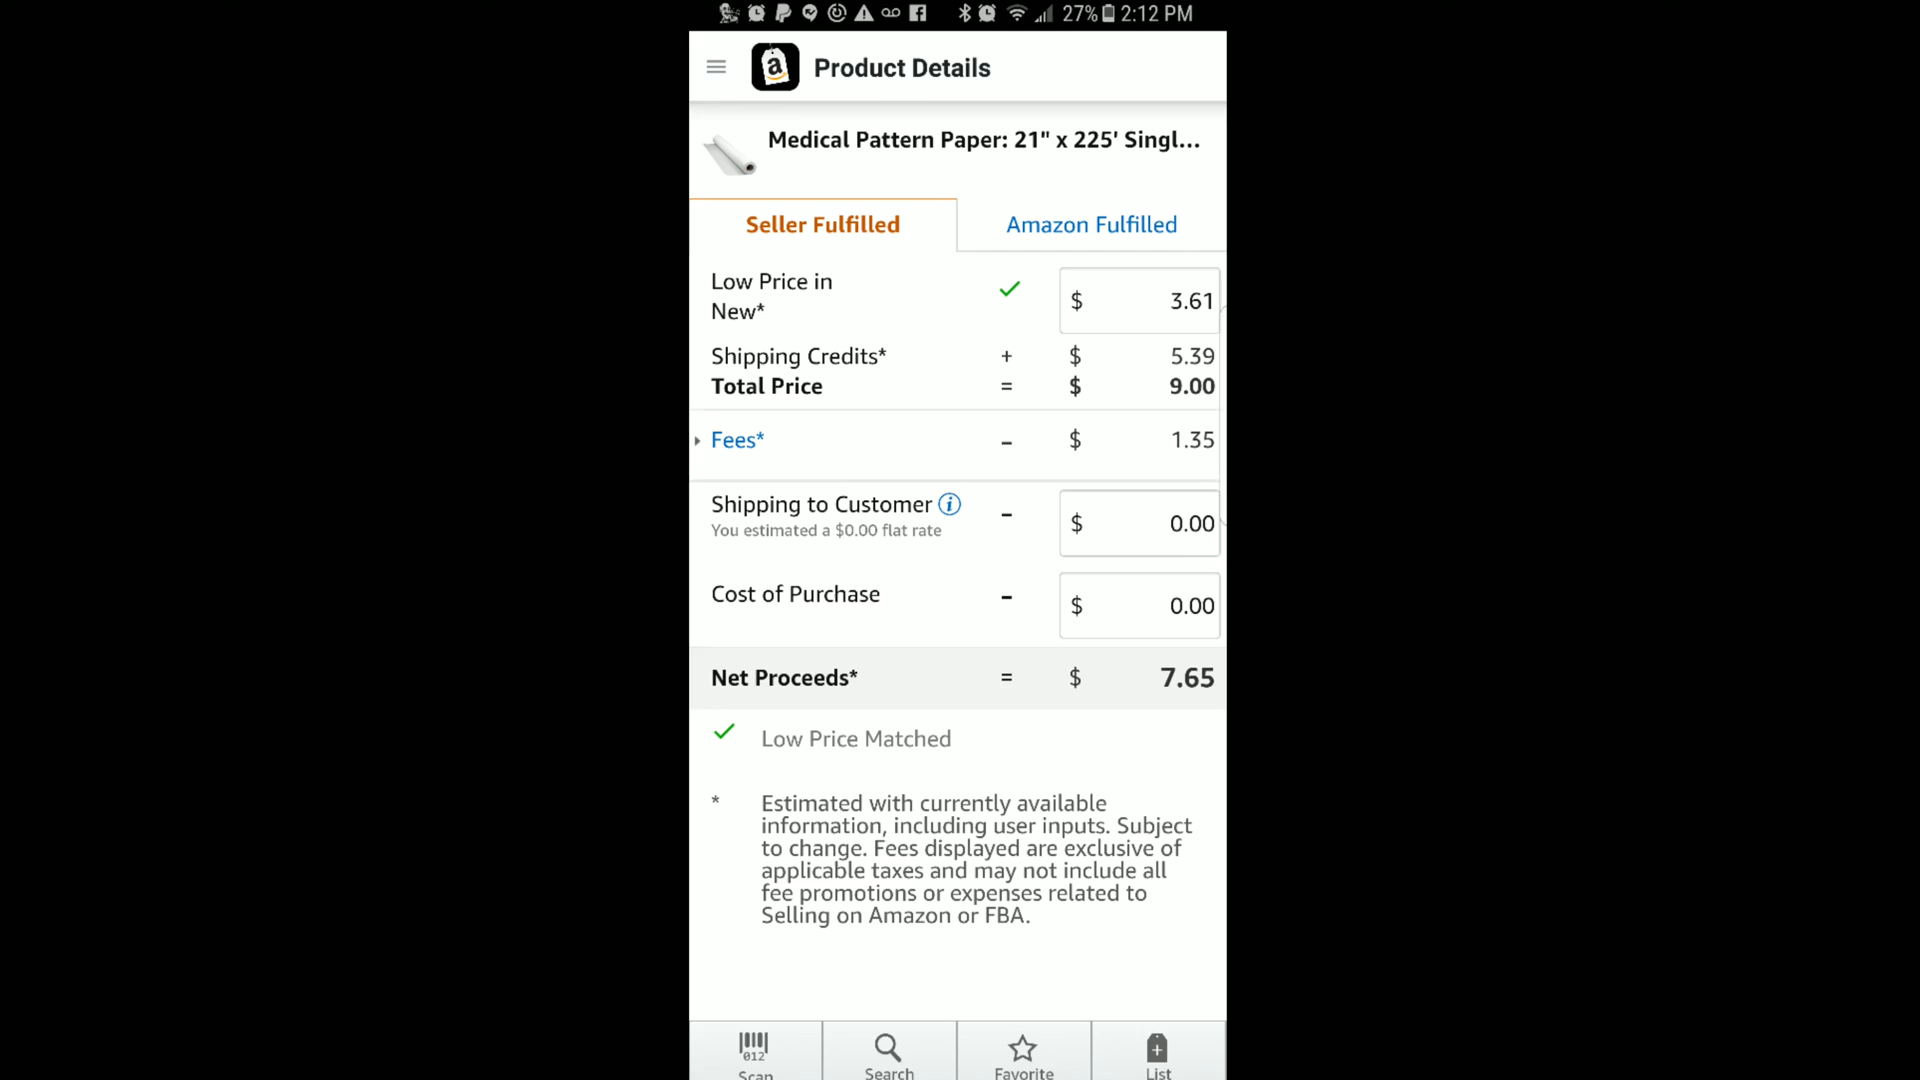 27% 2:12 PM
a Product Details
Medical Pattern Paper: 21" x 225' Singl...
Seller Fulfilled Amazon Fulfilled
Low Price in
New*
$ 3.61
Shipping Credits* + $ 5.39
Total Price = $ 9.00
Fees* – $ 1.35
Shipping to Customer i – $ 0.00
You estimated a $0.00 flat rate
Cost of Purchase – $ 0.00
Net Proceeds* = $ 7.65
Low Price Matched
* Estimated with currently available
information, including user inputs. Subject
to change. Fees displayed are exclusive of
applicable taxes and may not include all
fee promotions or expenses related to
Selling on Amazon or FBA.
012
Scan Search Favorite List